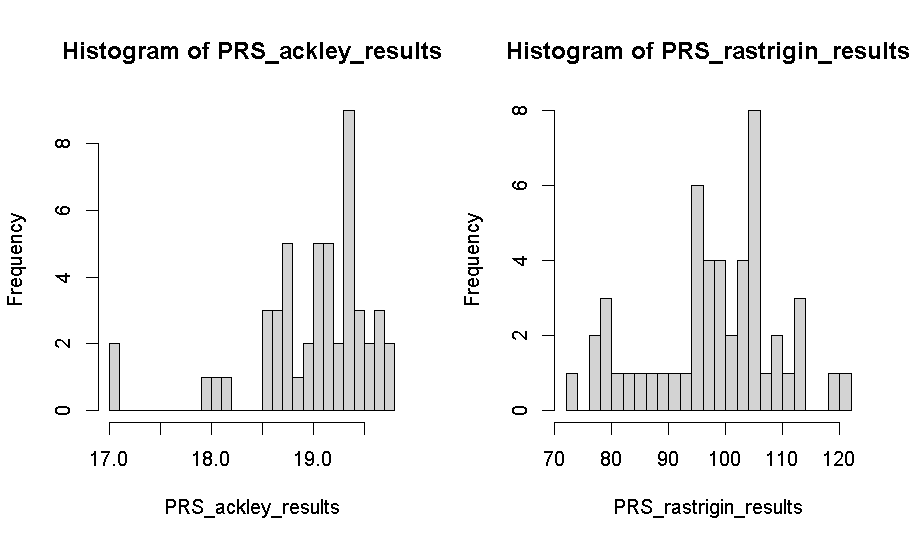 Histogram of PRS_ackley_results
Frequency
8
6
4
2
0
17.0 18.0 19.0
PRS_ackley_results
Histogram of PRS_rastrigin_results
Frequency
8
6
4
2
0
70 80 90 100 110 120
PRS_rastrigin_results